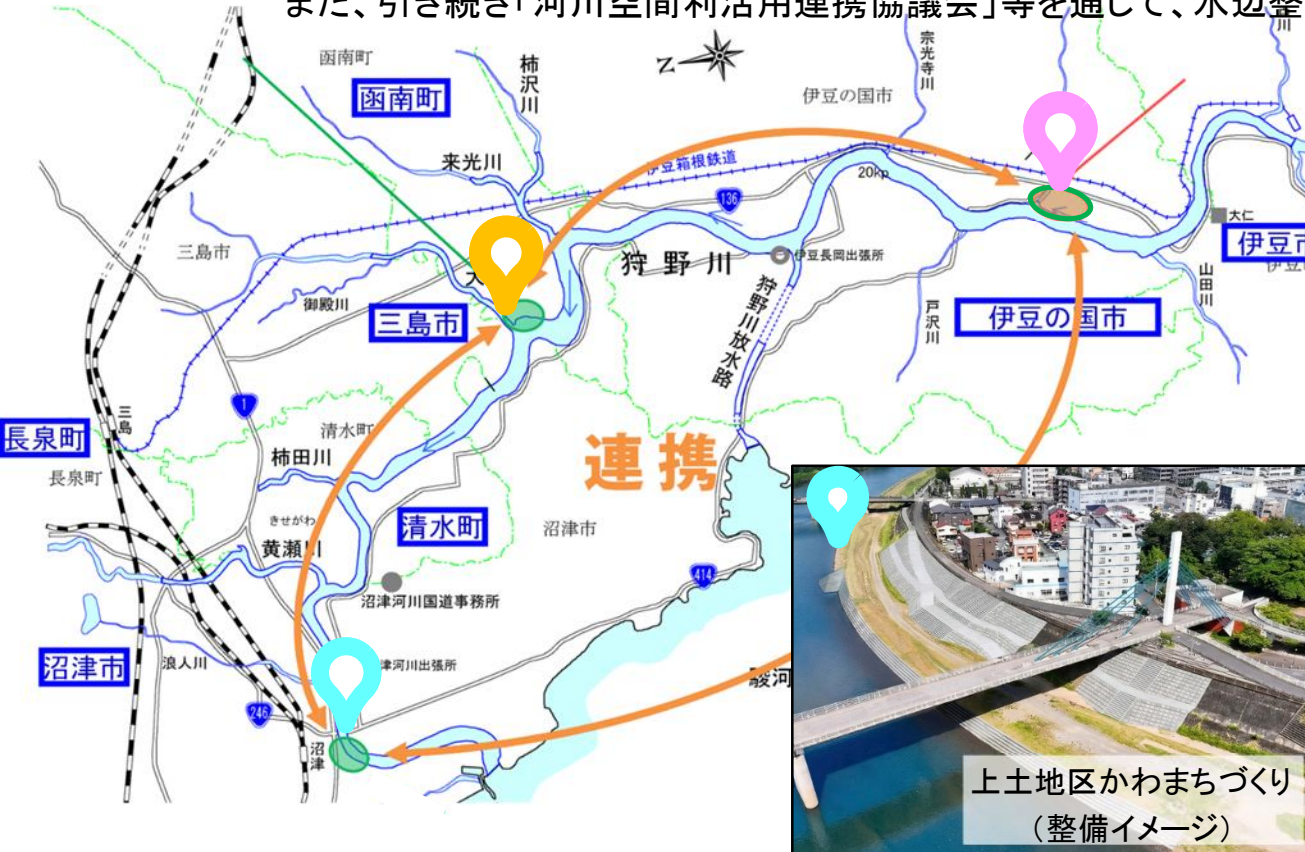 また、引き続き「河川空間利活用連携協議会」等を通じて、水辺整
函南町
函南町
柿沢川
Z
宗光寺川
川
伊豆の国市
来光川
伊豆箱根鉄道
20kp
136
三島市
大
狩野川
伊豆長岡出張所
大仁
伊豆市
御殿川
三島市
狩野川放水路
戸沢川
伊豆の国市
山田川
三島
1
長泉町
長泉町
清水町
柿田川
連携
きせがわ
黄瀬川
清水町
沼津市
沼津河川国道事務所
414
沼津市
浪人川
津河川出張所
246
沼津
駿河
上土地区かわまちづくり
（整備イメージ）